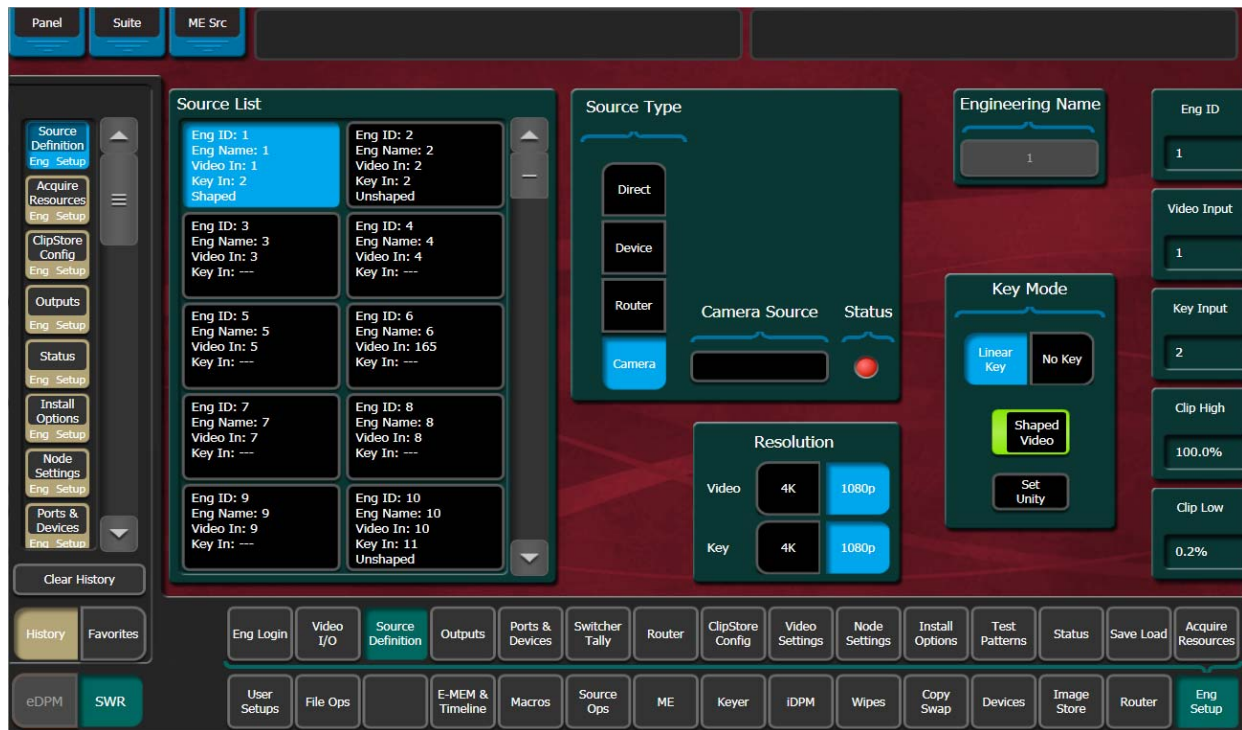 Panel
Suite
ME Src
Source
Definition
Eng Setup
Acquire
Resources
Eng Setup
ClipStore
Config
Eng Setup
Outputs
Eng Setup
Status
Eng Setup
Install
Options
Eng Setup
Node
Settings
Eng Setup
Ports &
Devices
Eng Setup
Clear History
History
Favorites
eDPM
SWR
Source List
Eng ID: 1
Eng Name: 1
Video In: 1
Key In: 2
Shaped
Eng ID: 2
Eng Name: 2
Video In: 2
Key In: 2
Unshaped
Eng ID: 3
Eng Name: 3
Video In: 3
Key In: ---
Eng ID: 4
Eng Name: 4
Video In: 4
Key In: ---
Eng ID: 5
Eng Name: 5
Video In: 5
Key In: ---
Eng ID: 6
Eng Name: 6
Video In: 165
Key In: ---
Eng ID: 7
Eng Name: 7
Video In: 7
Key In: ---
Eng ID: 8
Eng Name: 8
Video In: 8
Key In: ---
Eng ID: 9
Eng Name: 9
Video In: 9
Key In: ---
Eng ID: 10
Eng Name: 10
Video In: 10
Key In: 11
Unshaped
Source Type
Direct
Device
Router
Camera
Camera Source
Status
Resolution
Video
4K
1080p
Key
4K
1080p
Engineering Name
1
Key Mode
Linear
Key
No Key
Shaped
Video
Set
Unity
Eng ID
1
Video Input
1
Key Input
2
Clip High
100.0%
Clip Low
0.2%
Eng Login
Video
I/O
Source
Definition
Outputs
Ports &
Devices
Switcher
Tally
Router
ClipStore
Config
Video
Settings
Node
Settings
Install
Options
Test
Patterns
Status
Save Load
Acquire
Resources
User
Setups
File Ops
E-MEM &
Timeline
Macros
Source
Ops
ME
Keyer
iDPM
Wipes
Copy
Swap
Devices
Image
Store
Router
Eng
Setup